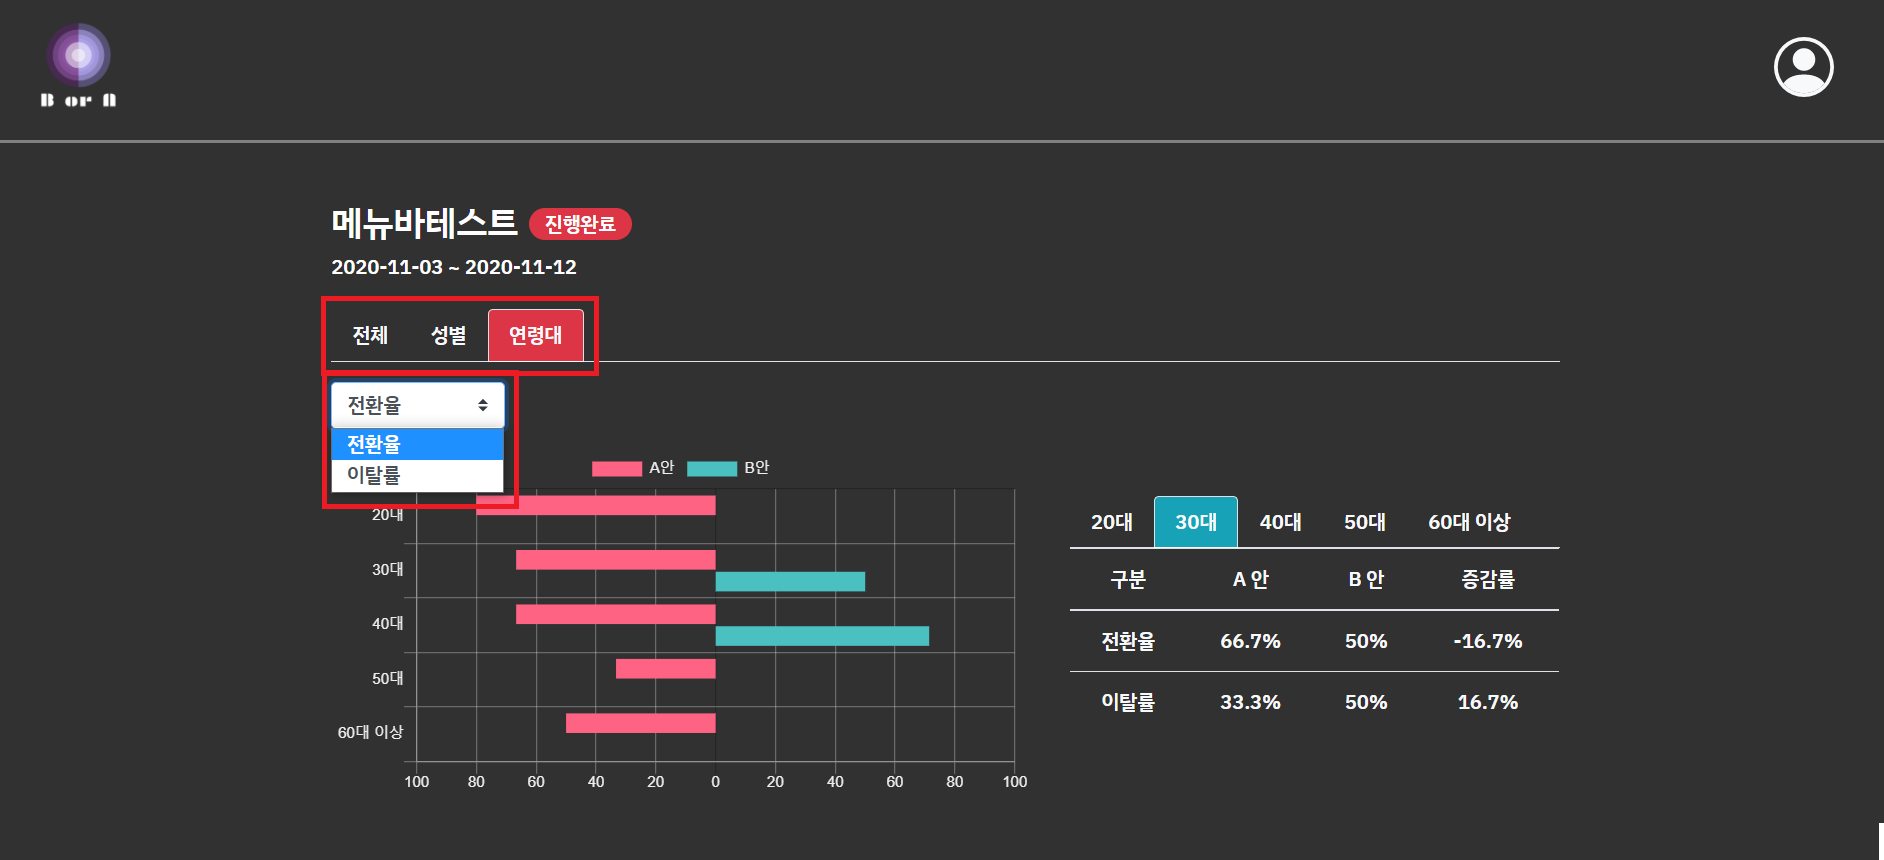 B or A
메뉴바테스트 진행완료
2020-11-03 ~ 2020-11-12
전체 성별 연령대
전환율
전환율
이탈률
A안 B안
20대
30대
40대
50대
60대 이상
100 80 60 40 20 0 20 40 60 80 100
20대 30대 40대 50대 60대 이상
구분 A 안 B 안 증감률
전환율 66.7% 50% -16.7%
이탈률 33.3% 50% 16.7%